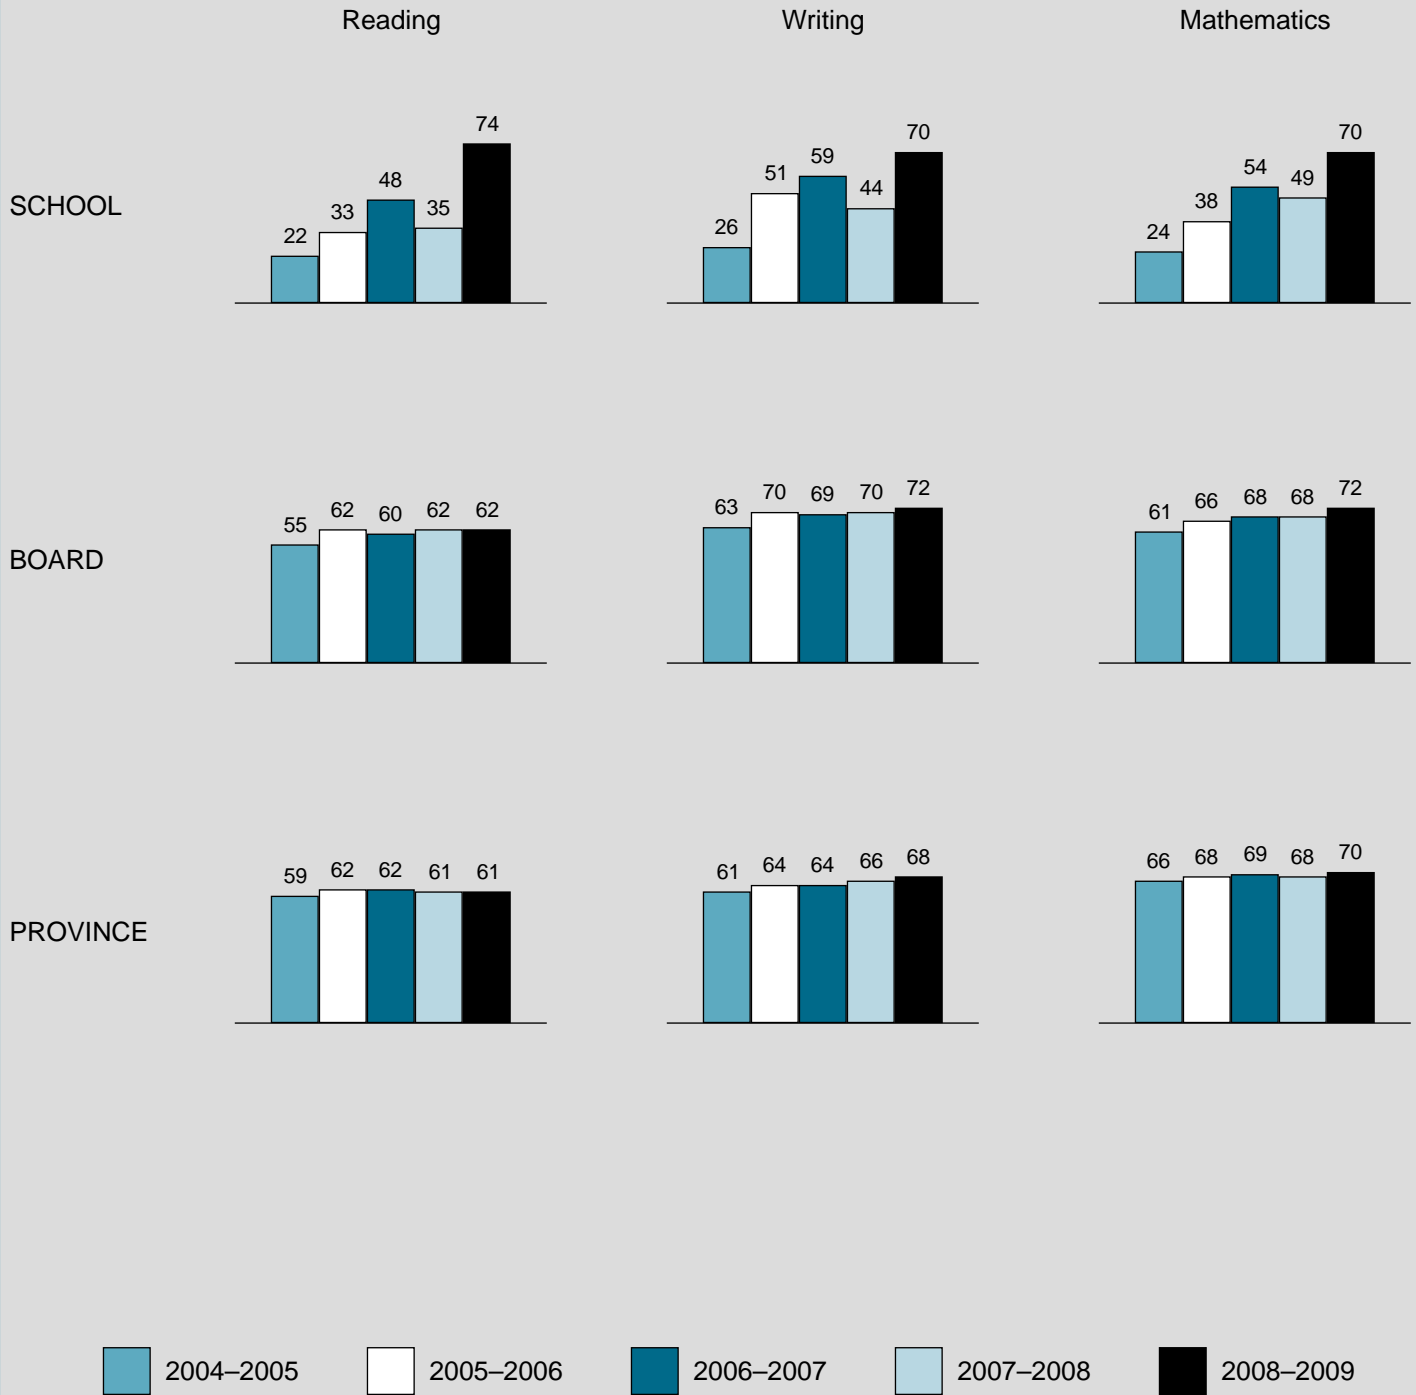 Reading Writing Mathematics
SCHOOL
22 33 48 35 74
26 51 59 44 70
24 38 54 49 70
BOARD
55 62 60 62 62
63 70 69 70 72
61 66 68 68 72
PROVINCE
59 62 62 61 61
61 64 64 66 68
66 68 69 68 70
2004–2005 2005–2006 2006–2007 2007–2008 2008–2009